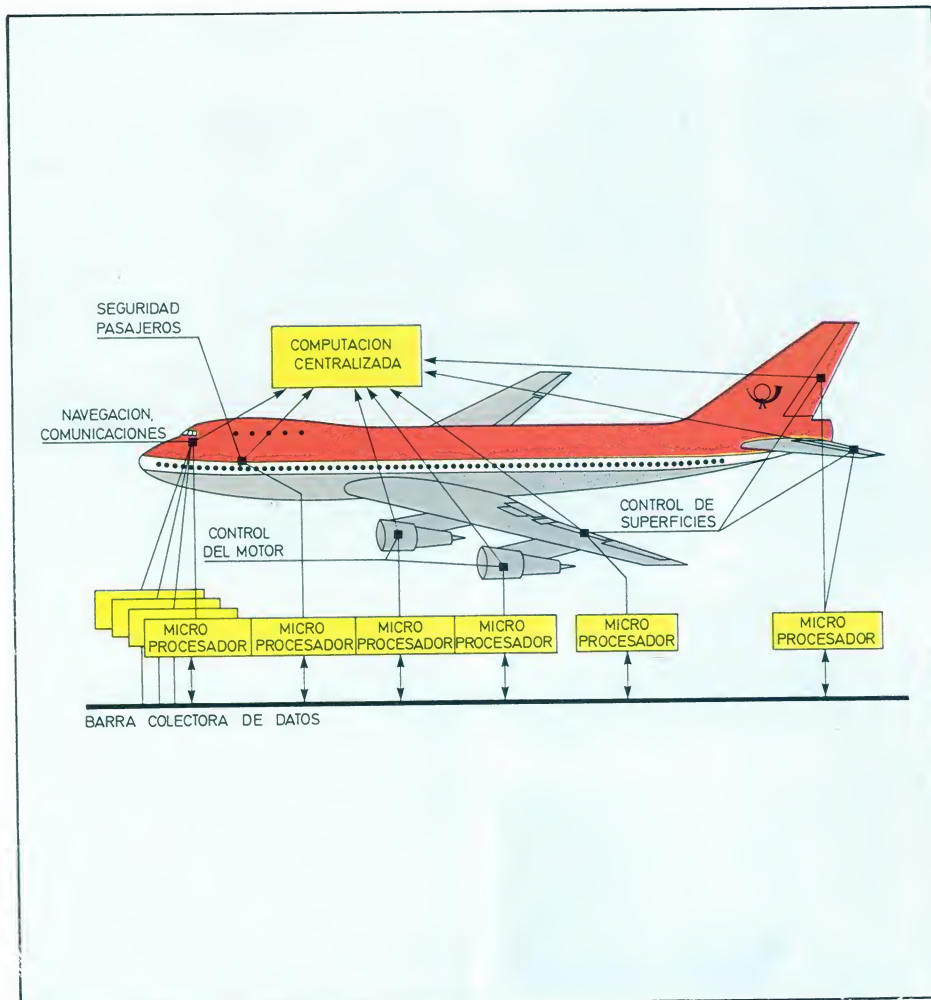 SEGURIDAD
PASAJEROS
COMPUTACION
CENTRALIZADA
NAVEGACION,
COMUNICACIONES
CONTROL DE
SUPERFICIES
CONTROL
DEL MOTOR
MICRO
PROCESADOR
MICRO
PROCESADOR
MICRO
PROCESADOR
MICRO
PROCESADOR
MICRO
PROCESADOR
MICRO
PROCESADOR
BARRA COLECTORA DE DATOS